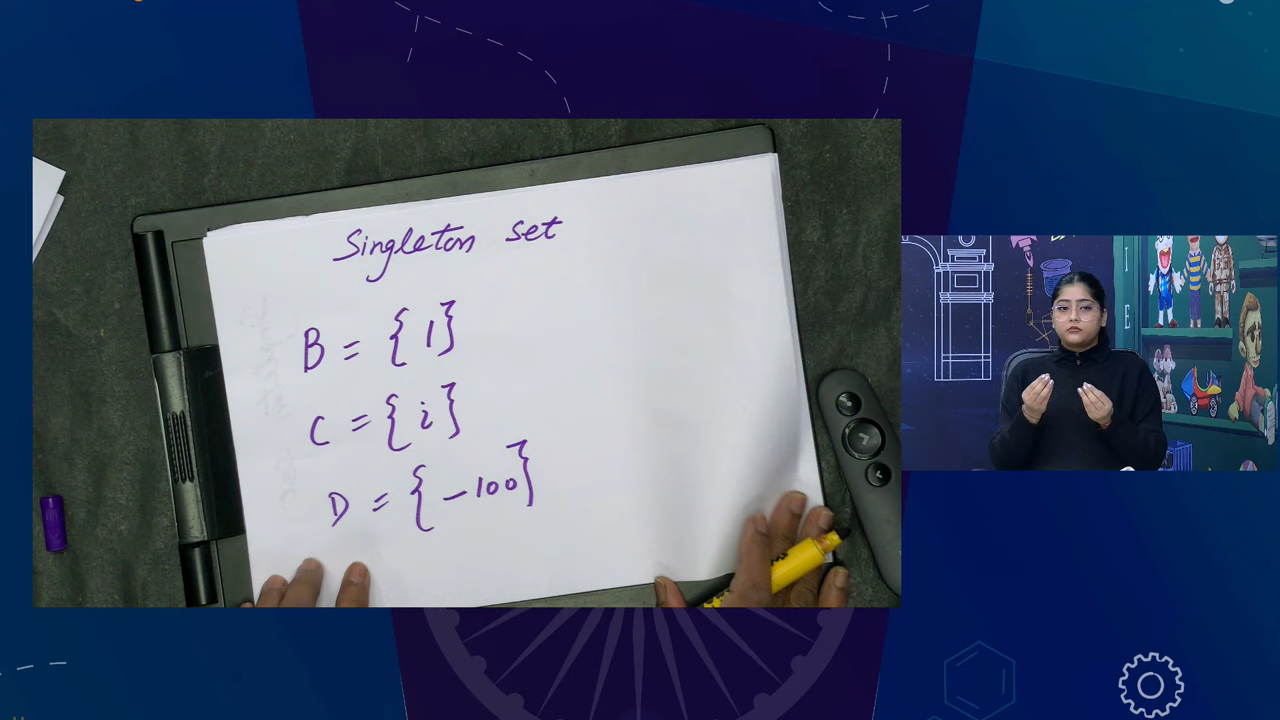 Singleton set
B = {1}
C = {i}
D = {-100}
I
E